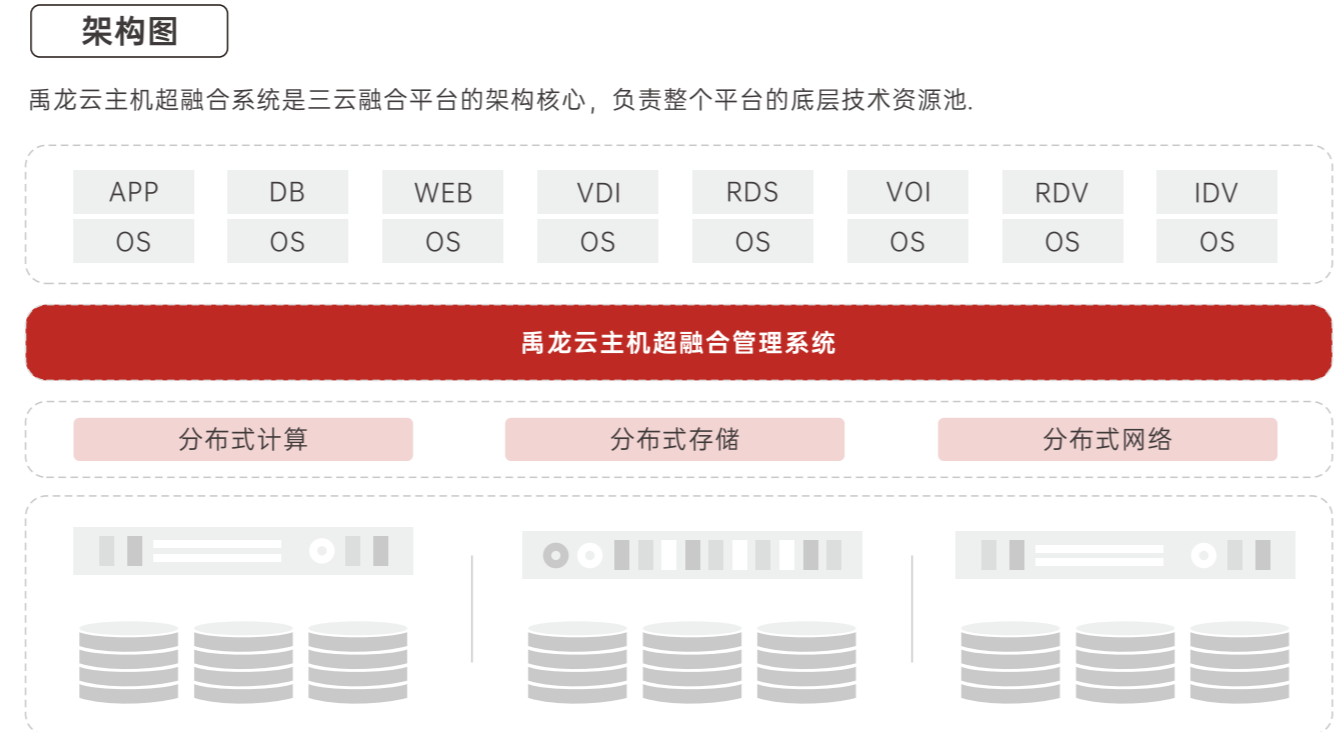 架构图
禹龙云主机超融合系统是三云融合平台的架构核心，负责整个平台的底层技术资源池.
APP DB WEB VDI RDS VOI RDV IDV
OS OS OS OS OS OS OS OS
禹龙云主机超融合管理系统
分布式计算 分布式存储 分布式网络